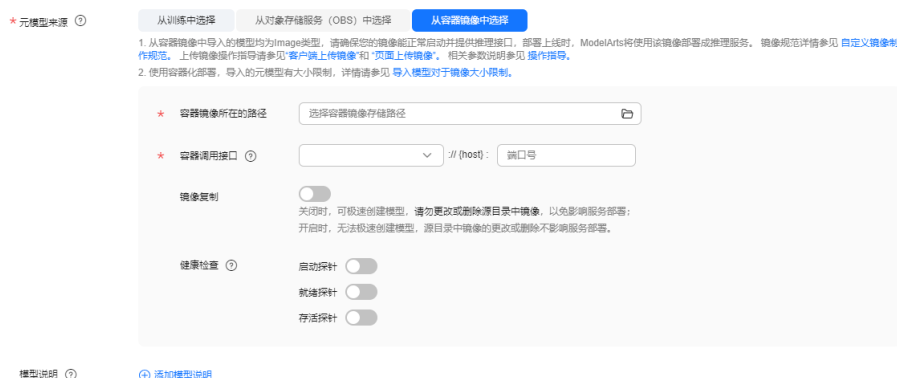 * 元模型来源 ? 从训练中选择 从对象存储服务（OBS）中选择 从容器镜像中选择
1. 从容器镜像中导入的模型均为Image类型，请确保您的镜像能正常启动并提供推理接口，部署上线时，ModelArts将使用该镜像部署成推理服务。 镜像规范详情参见 自定义镜像制
作规范。 上传镜像操作指导请参见“客户端上传镜像”和 “页面上传镜像”。 相关参数说明参见 操作指导。
2. 使用容器化部署，导入的元模型有大小限制，详情请参见 导入模型对于镜像大小限制。
* 容器镜像所在的路径 选择容器镜像存储路径
* 容器调用接口 ? :// {host} : 端口号
镜像复制
关闭时，可极速创建模型，请勿更改或删除源目录中镜像，以免影响服务部署；
开启时，无法极速创建模型，源目录中镜像的更改或删除不影响服务部署。
健康检查 ? 启动探针
就绪探针
存活探针
模型说明 ? 添加模型说明